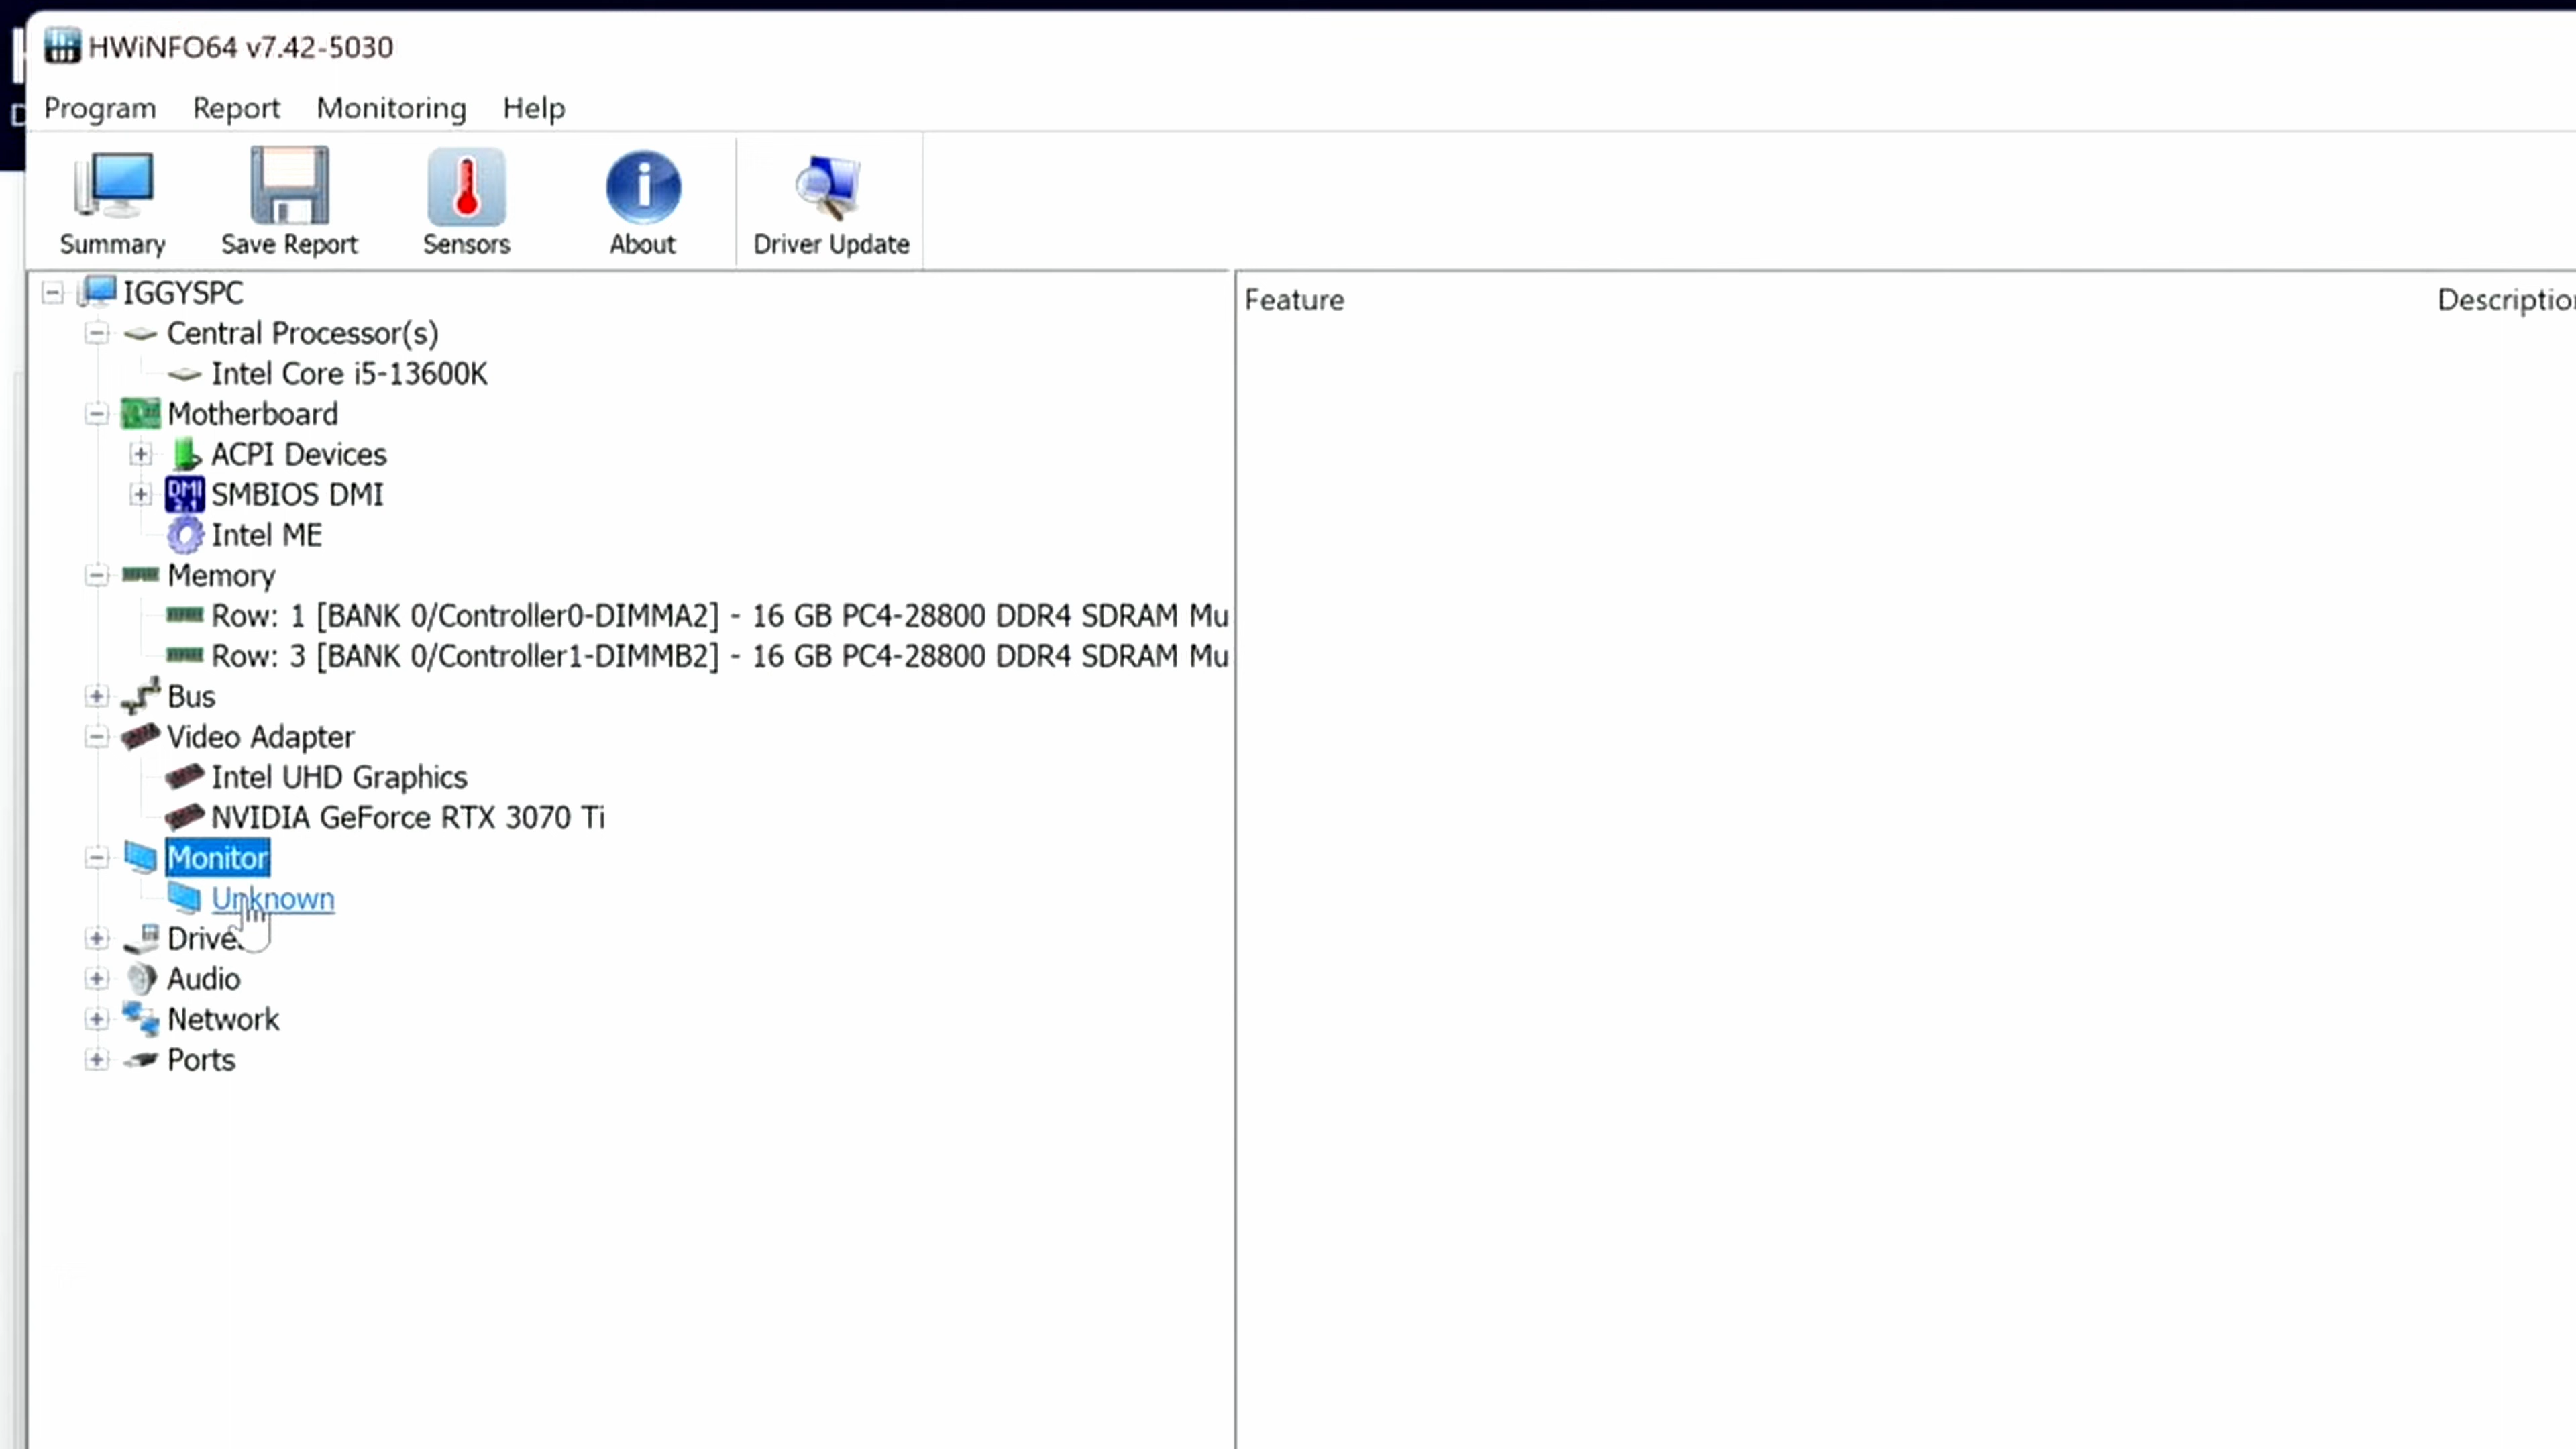 HWiNFO64 v7.42-5030
Program Report Monitoring Help
Summary Save Report Sensors About Driver Update
IGGYSPC
Feature Descriptio
Central Processor(s)
Intel Core i5-13600K
Motherboard
ACPI Devices
DMI SMBIOS DMI
Intel ME
Memory
Row: 1 [BANK 0/Controller0-DIMMA2] - 16 GB PC4-28800 DDR4 SDRAM Mu
Row: 3 [BANK 0/Controller1-DIMMB2] - 16 GB PC4-28800 DDR4 SDRAM Mu
Bus
Video Adapter
Intel UHD Graphics
NVIDIA GeForce RTX 3070 Ti
Monitor
Unknown
Drive
Audio
Network
Ports